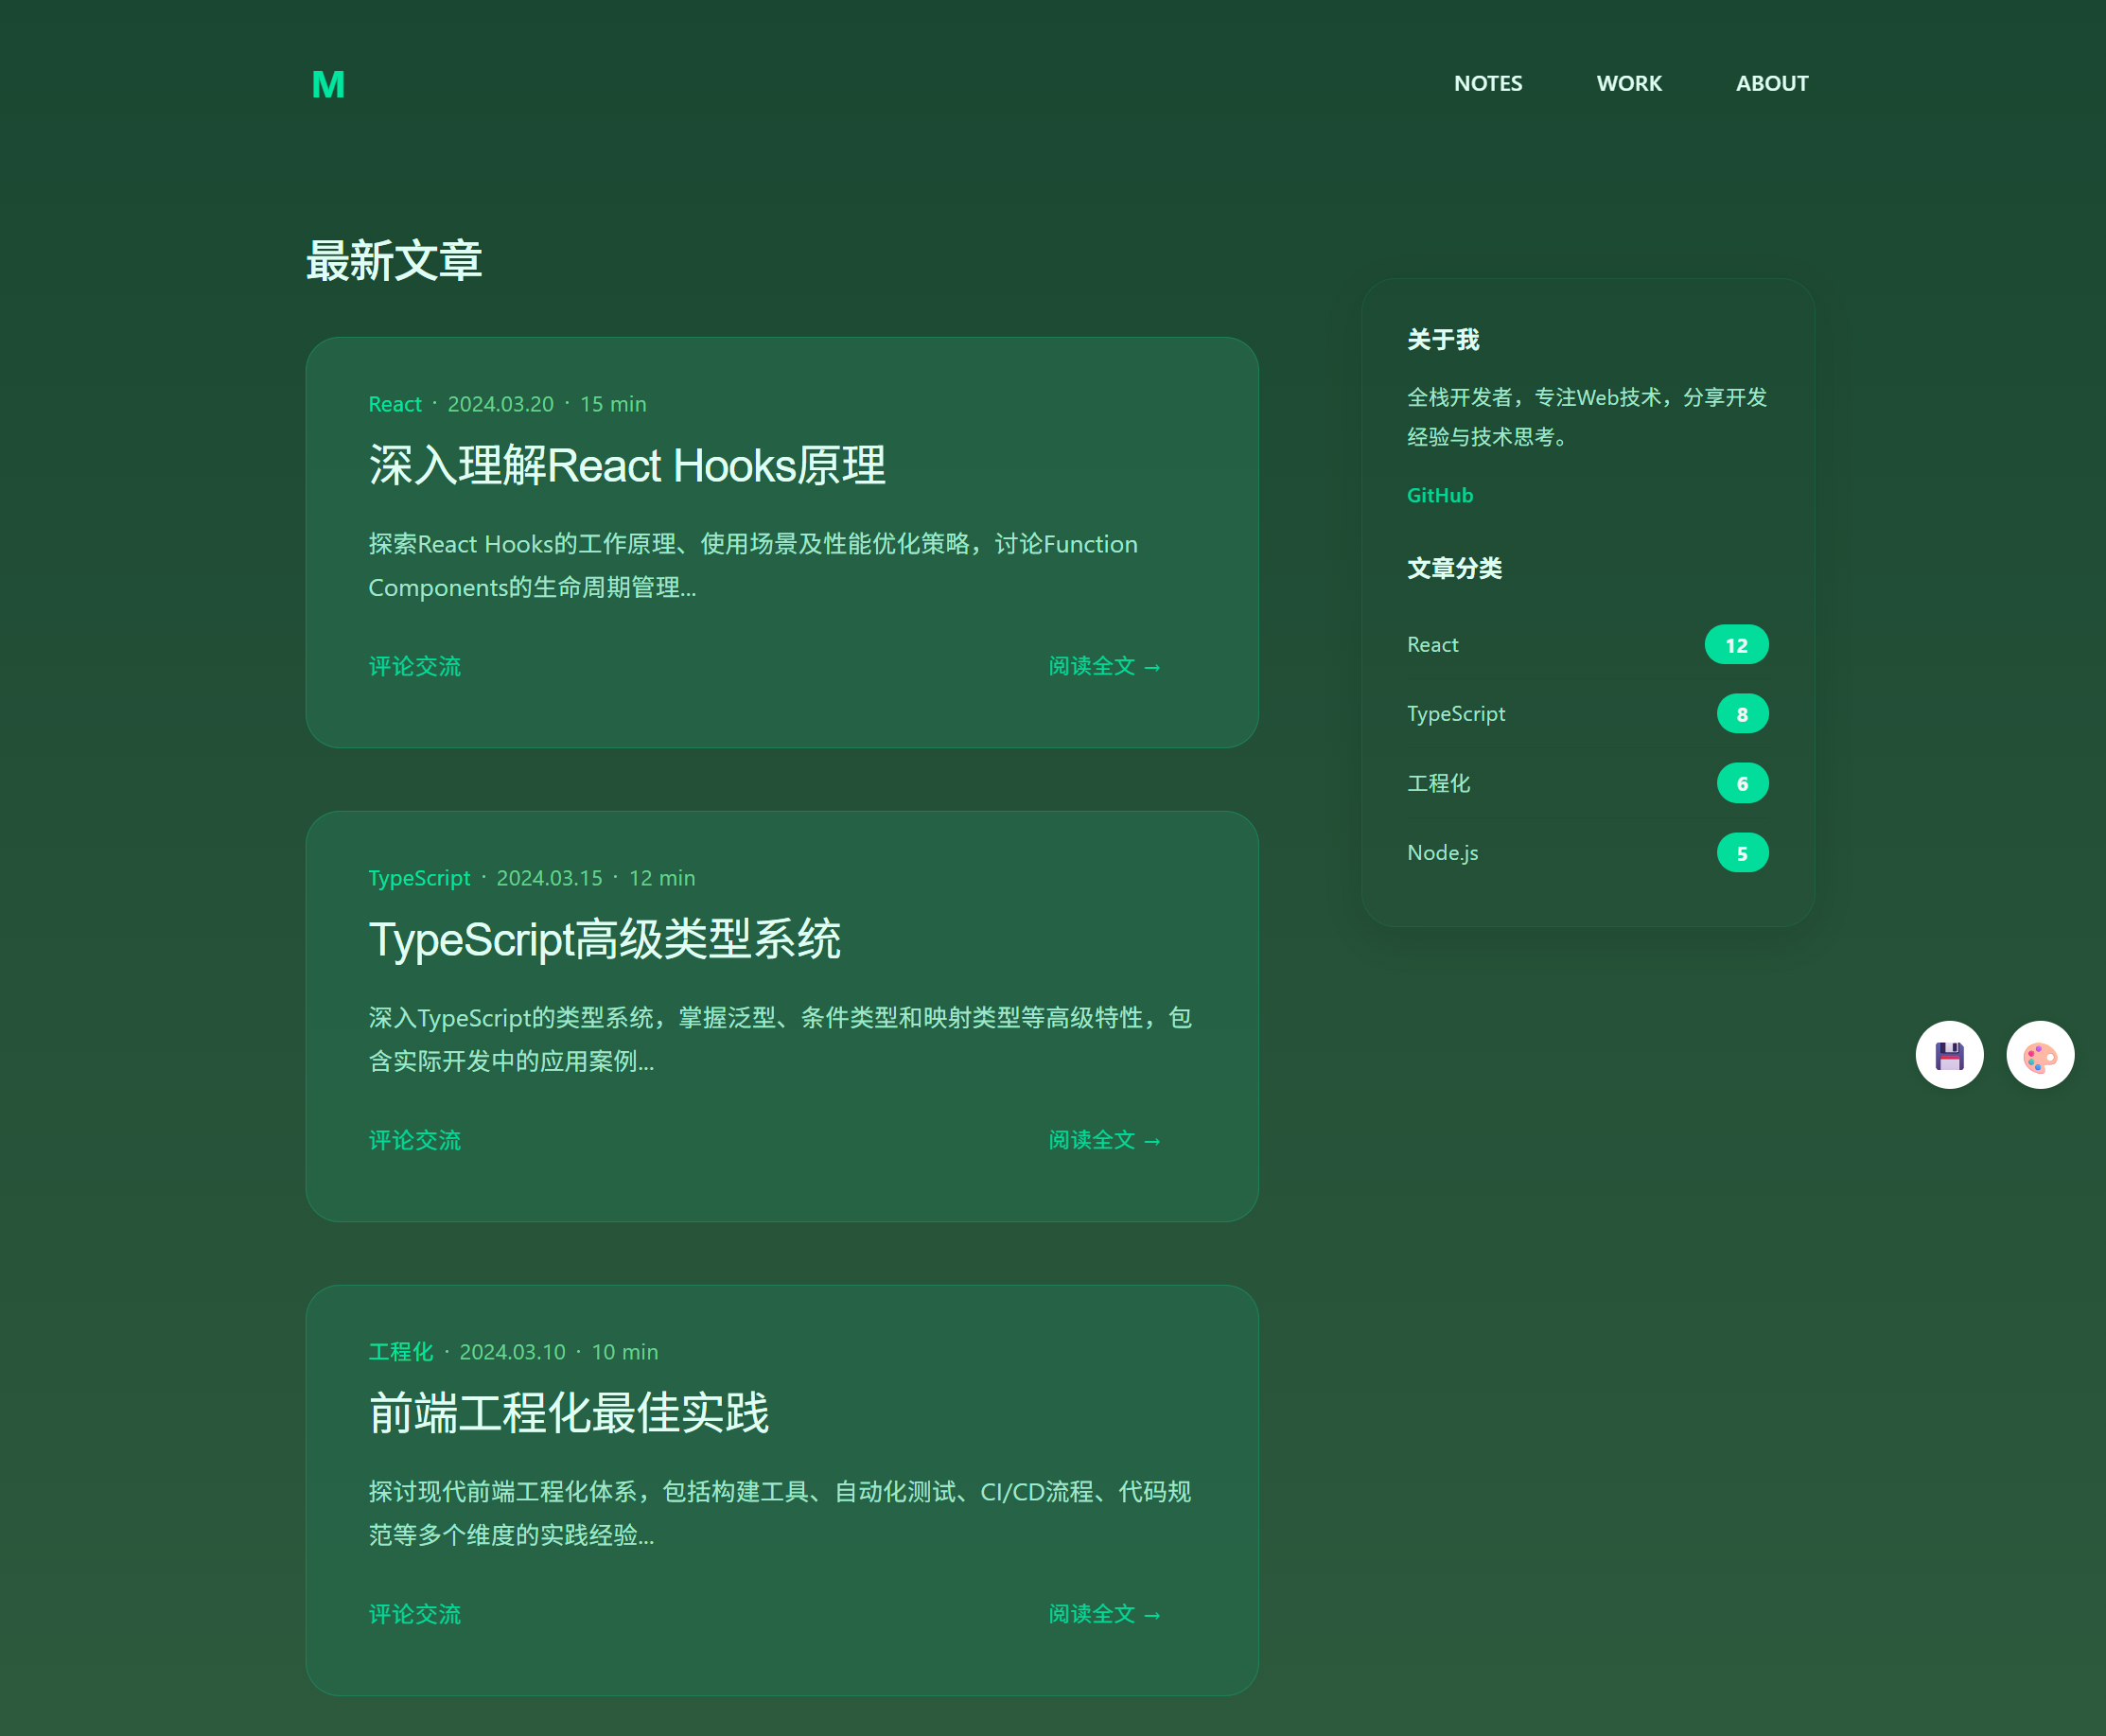 M
NOTES WORK ABOUT
最新文章
React · 2024.03.20 · 15 min
深入理解React Hooks原理
探索React Hooks的工作原理、使用场景及性能优化策略，讨论Function
Components的生命周期管理...
评论交流 阅读全文 →
TypeScript · 2024.03.15 · 12 min
TypeScript高级类型系统
深入TypeScript的类型系统，掌握泛型、条件类型和映射类型等高级特性，包
含实际开发中的应用案例...
评论交流 阅读全文 →
工程化 · 2024.03.10 · 10 min
前端工程化最佳实践
探讨现代前端工程化体系，包括构建工具、自动化测试、CI/CD流程、代码规
范等多个维度的实践经验...
评论交流 阅读全文 →
关于我
全栈开发者，专注Web技术，分享开发
经验与技术思考。
GitHub
文章分类
React 12
TypeScript 8
工程化 6
Node.js 5